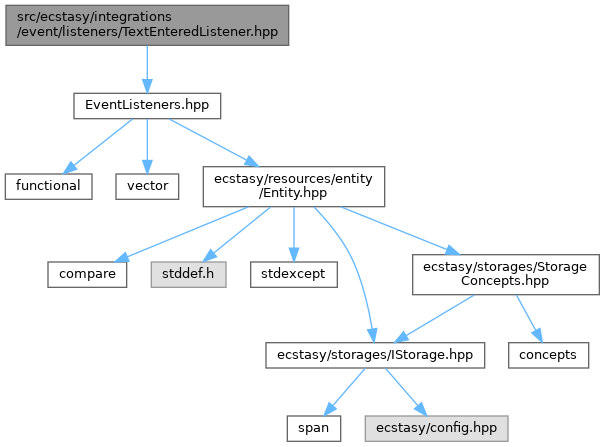 src/ecstasy/integrations
/event/listeners/TextEnteredListener.hpp
EventListeners.hpp
functional
vector
ecstasy/resources/entity
/Entity.hpp
compare
stddef.h
stdexcept
ecstasy/storages/Storage
Concepts.hpp
ecstasy/storages/IStorage.hpp
concepts
span
ecstasy/config.hpp